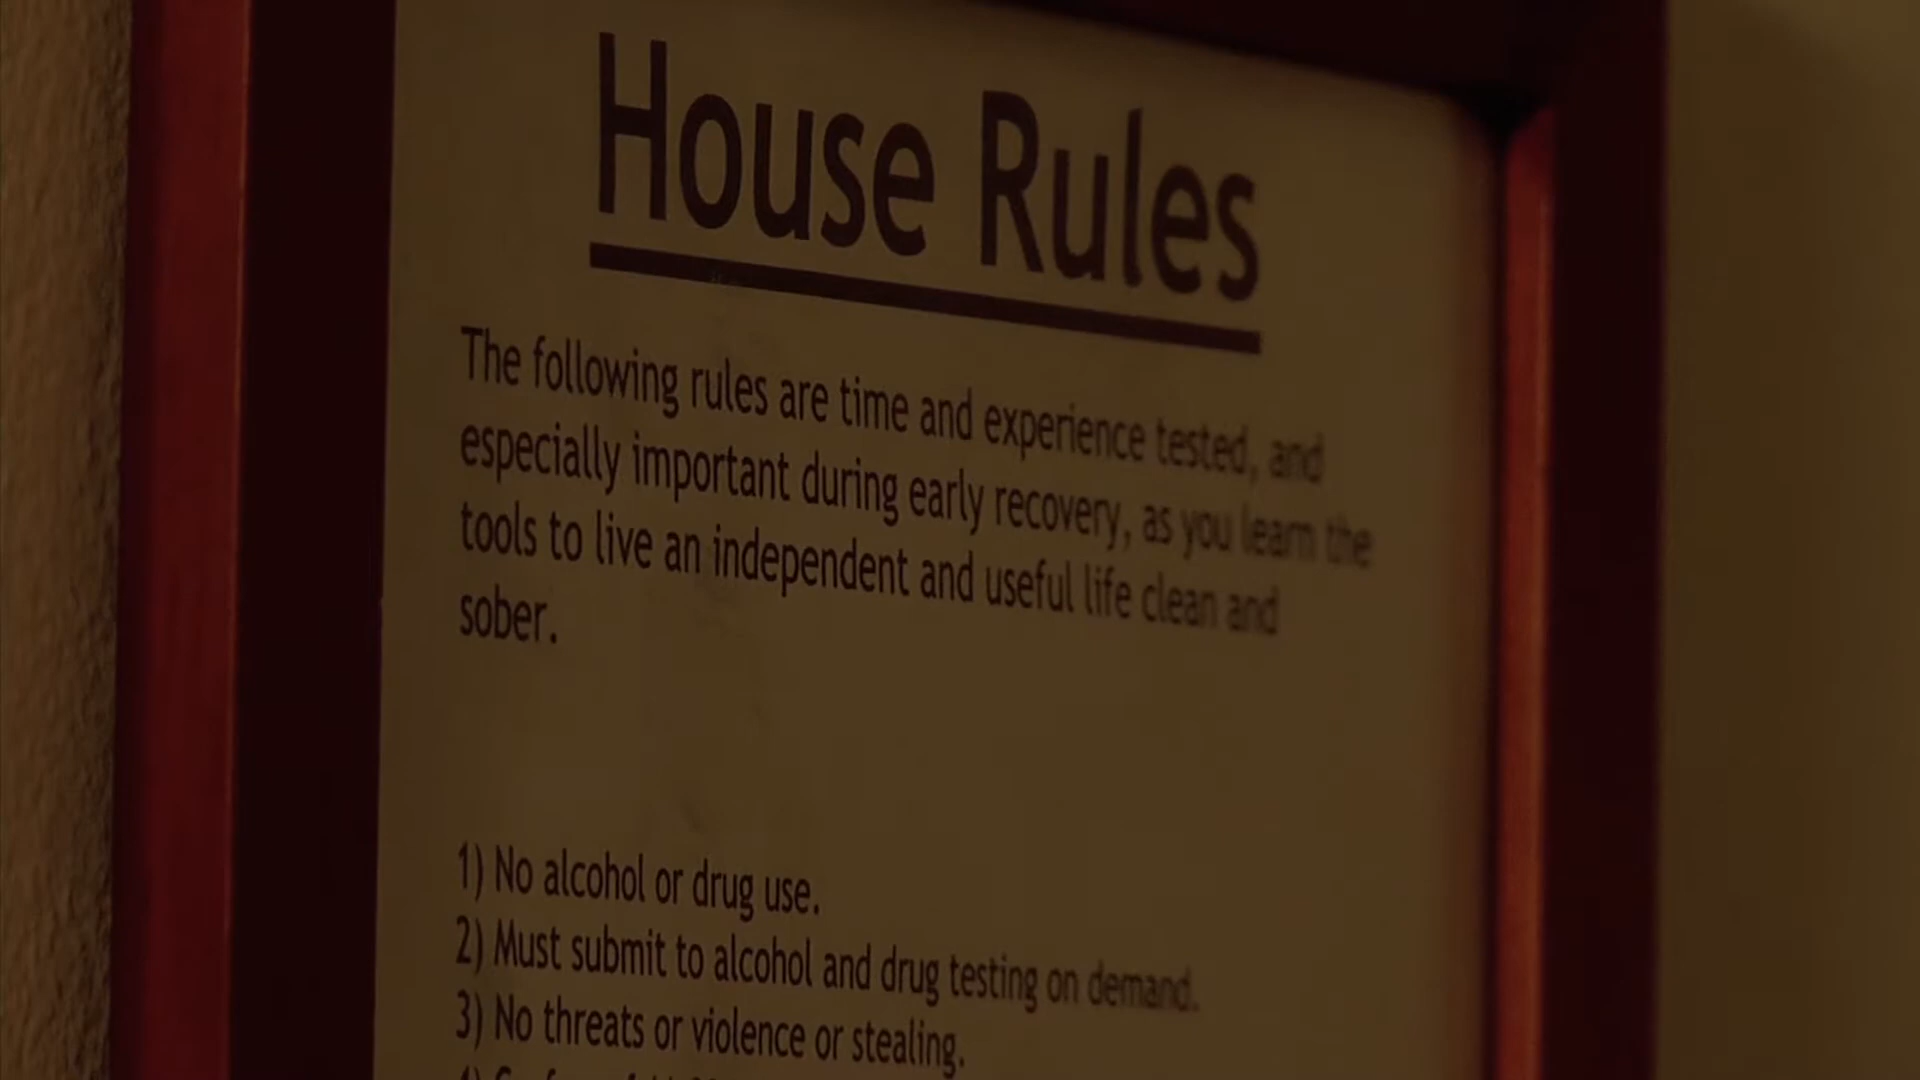 House Rules
The following rules are time and experience tested, and
especially important during early recovery, as you learn the
tools to live an independent and useful life clean and
sober.
1) No alcohol or drug use.
2) Must submit to alcohol and drug testing on demand.
3) No threats or violence or stealing.